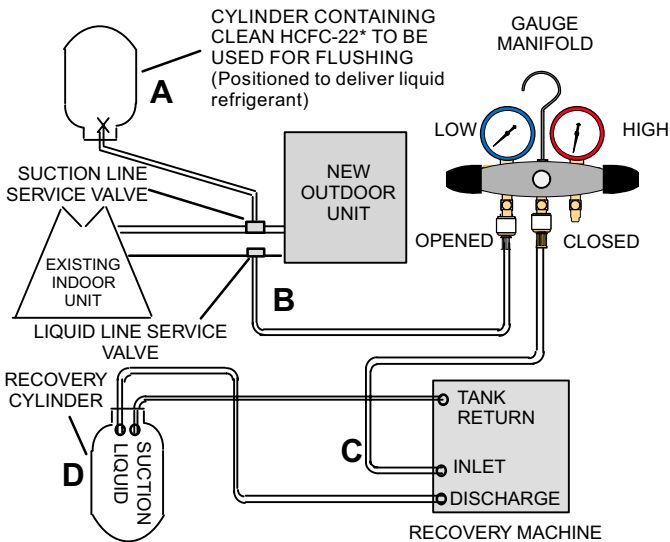 CYLINDER CONTAINING
CLEAN HCFC-22* TO BE
USED FOR FLUSHING
(Positioned to deliver liquid
refrigerant)
A
GAUGE
MANIFOLD
LOW
HIGH
SUCTION LINE
SERVICE VALVE
NEW
OUTDOOR
UNIT
OPENED
CLOSED
EXISTING
INDOOR
UNIT
B
LIQUID LINE SERVICE
VALVE
RECOVERY
CYLINDER
TANK
RETURN
C
D
LIQUID
SUCTION
INLET
DISCHARGE
RECOVERY MACHINE